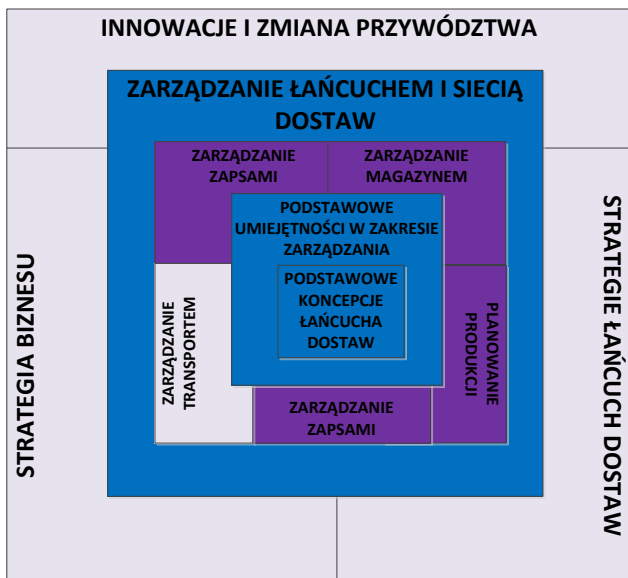 INNOWACJE I ZMIANA PRZYWÓDZTWA
ZARZĄDZANIE ŁAŃCUCHEM I SIECIĄ
DOSTAW
ZARZĄDZANIE
ZAPSAMI
ZARZĄDZANIE
MAGAZYNEM
PODSTAWOWE
UMIEJĘTNOŚCI W ZAKRESIE
ZARZĄDZANIA
PODSTAWOWE
KONCEPCJE
ŁAŃCUCHA
DOSTAW
ZARZĄDZANIE
TRANSPORTEM
PLANOWANIE
PRODUKCJI
ZARZĄDZANIE
ZAPSAMI
STRATEGIA BIZNESU
STRATEGIE ŁAŃCUCH DOSTAW